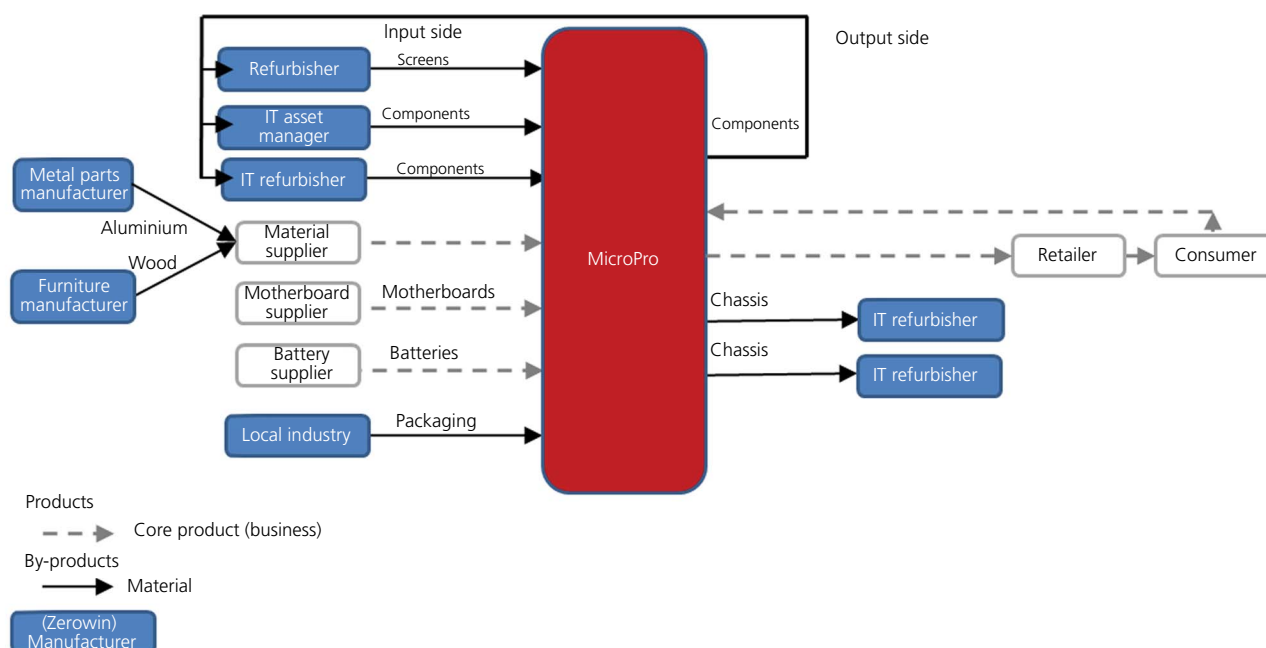 Input side
Output side
Refurbisher
Screens
IT asset
manager
Components
Components
IT refurbisher
Components
Metal parts
manufacturer
Aluminium
Material
supplier
Wood
Furniture
manufacturer
MicroPro
Retailer
Consumer
Motherboard
supplier
Motherboards
Chassis
IT refurbisher
Battery
supplier
Batteries
Chassis
IT refurbisher
Local industry
Packaging
Products
Core product (business)
By-products
Material
(Zerowin)
Manufacturer